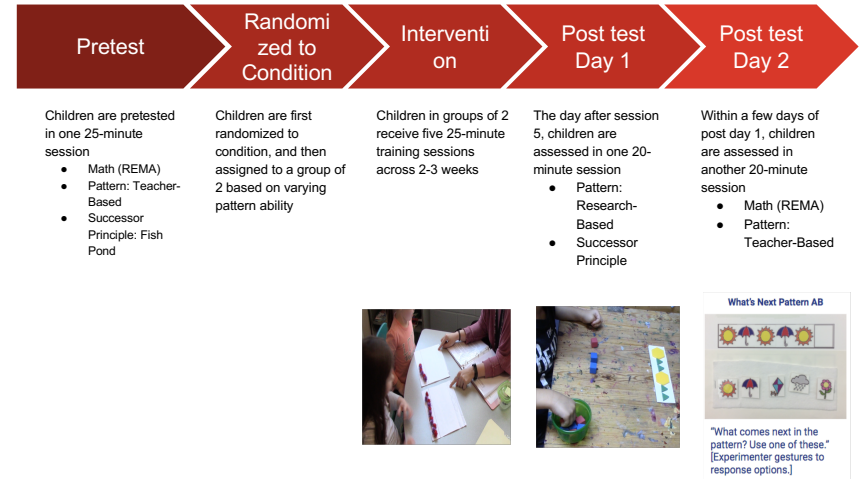 Pretest
Randomi
zed to
Condition
Interventi
on
Post test
Day 1
Post test
Day 2
Children are pretested
in one 25-minute
session
● Math (REMA)
● Pattern: Teacher-
Based
● Successor
Principle: Fish
Pond
Children are first
randomized to
condition, and then
assigned to a group of
2 based on varying
pattern ability
Children in groups of 2
receive five 25-minute
training sessions
across 2-3 weeks
The day after session
5, children are
assessed in one 20-
minute session
● Pattern:
Research-
Based
● Successor
Principle
Within a few days of
post day 1, children
are assessed in
another 20-minute
session
● Math (REMA)
● Pattern:
Teacher-Based
What's Next Pattern AB
"What comes next in the
pattern? Use one of these."
[Experimenter gestures to
response options.]